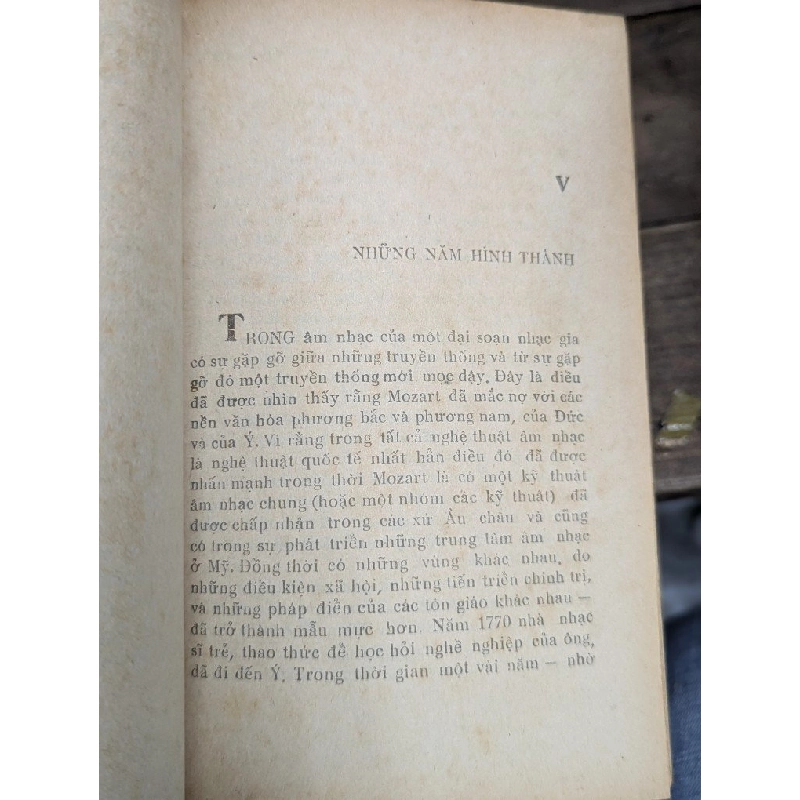 V
NHỮNG NĂM HÌNH THÀNH
TRONG âm nhạc của một đại soạn nhạc gia
có sự gặp gỡ giữa những truyền thống và từ sự gặp
gỡ đó một truyền thống mới mọc dậy. Đây là điều
đã được nhìn thấy rằng Mozart đã mắc nợ với các
nền văn hóa phương bắc và phương nam, của Đức
và của Ý. Vì rằng trong tất cả nghệ thuật âm nhạc
là nghệ thuật quốc tế nhất hẳn điều đó đã được
nhấn mạnh trong thời Mozart là có một kỹ thuật
âm nhạc chung (hoặc một nhóm các kỹ thuật) đã
được chấp nhận trong các xứ Âu châu và cũng
có trong sự phát triển những trung tâm âm nhạc
ở Mỹ. Đồng thời có những vùng khác nhau, do
những điều kiện xã hội, những tiến triển chính trị,
và những pháp điển của các tôn giáo khác nhau —
đã trở thành mẫu mực hơn. Năm 1770 nhà nhạc
sĩ trẻ, thao thức để học hỏi nghề nghiệp của ông,
đã đi đến Ý. Trong thời gian một vài năm — nhờ